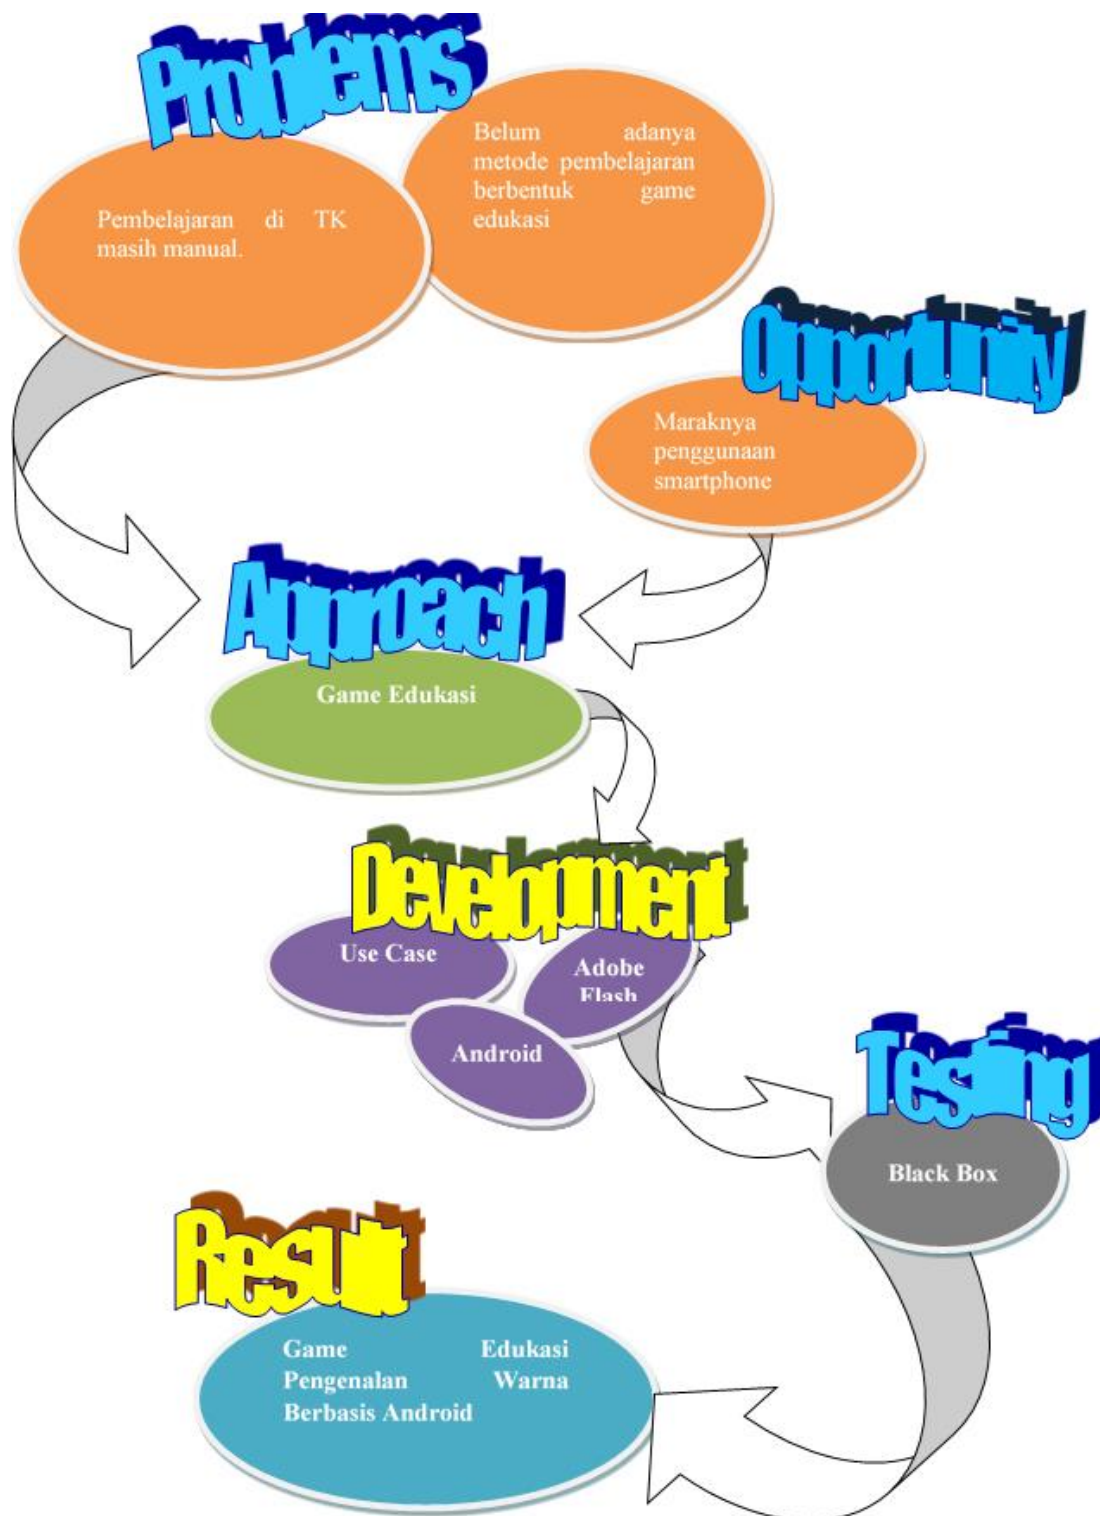 Problems
Belum adanya
metode pembelajaran
berbentuk game
edukasi
Pembelajaran di TK
masih manual.
Opportunity
Maraknya
penggunaan
smartphone
Approach
Game Edukasi
Development
Use Case
Adobe
Flash
Android
Testing
Black Box
Result
Game Edukasi
Pengenalan Warna
Berbasis Android